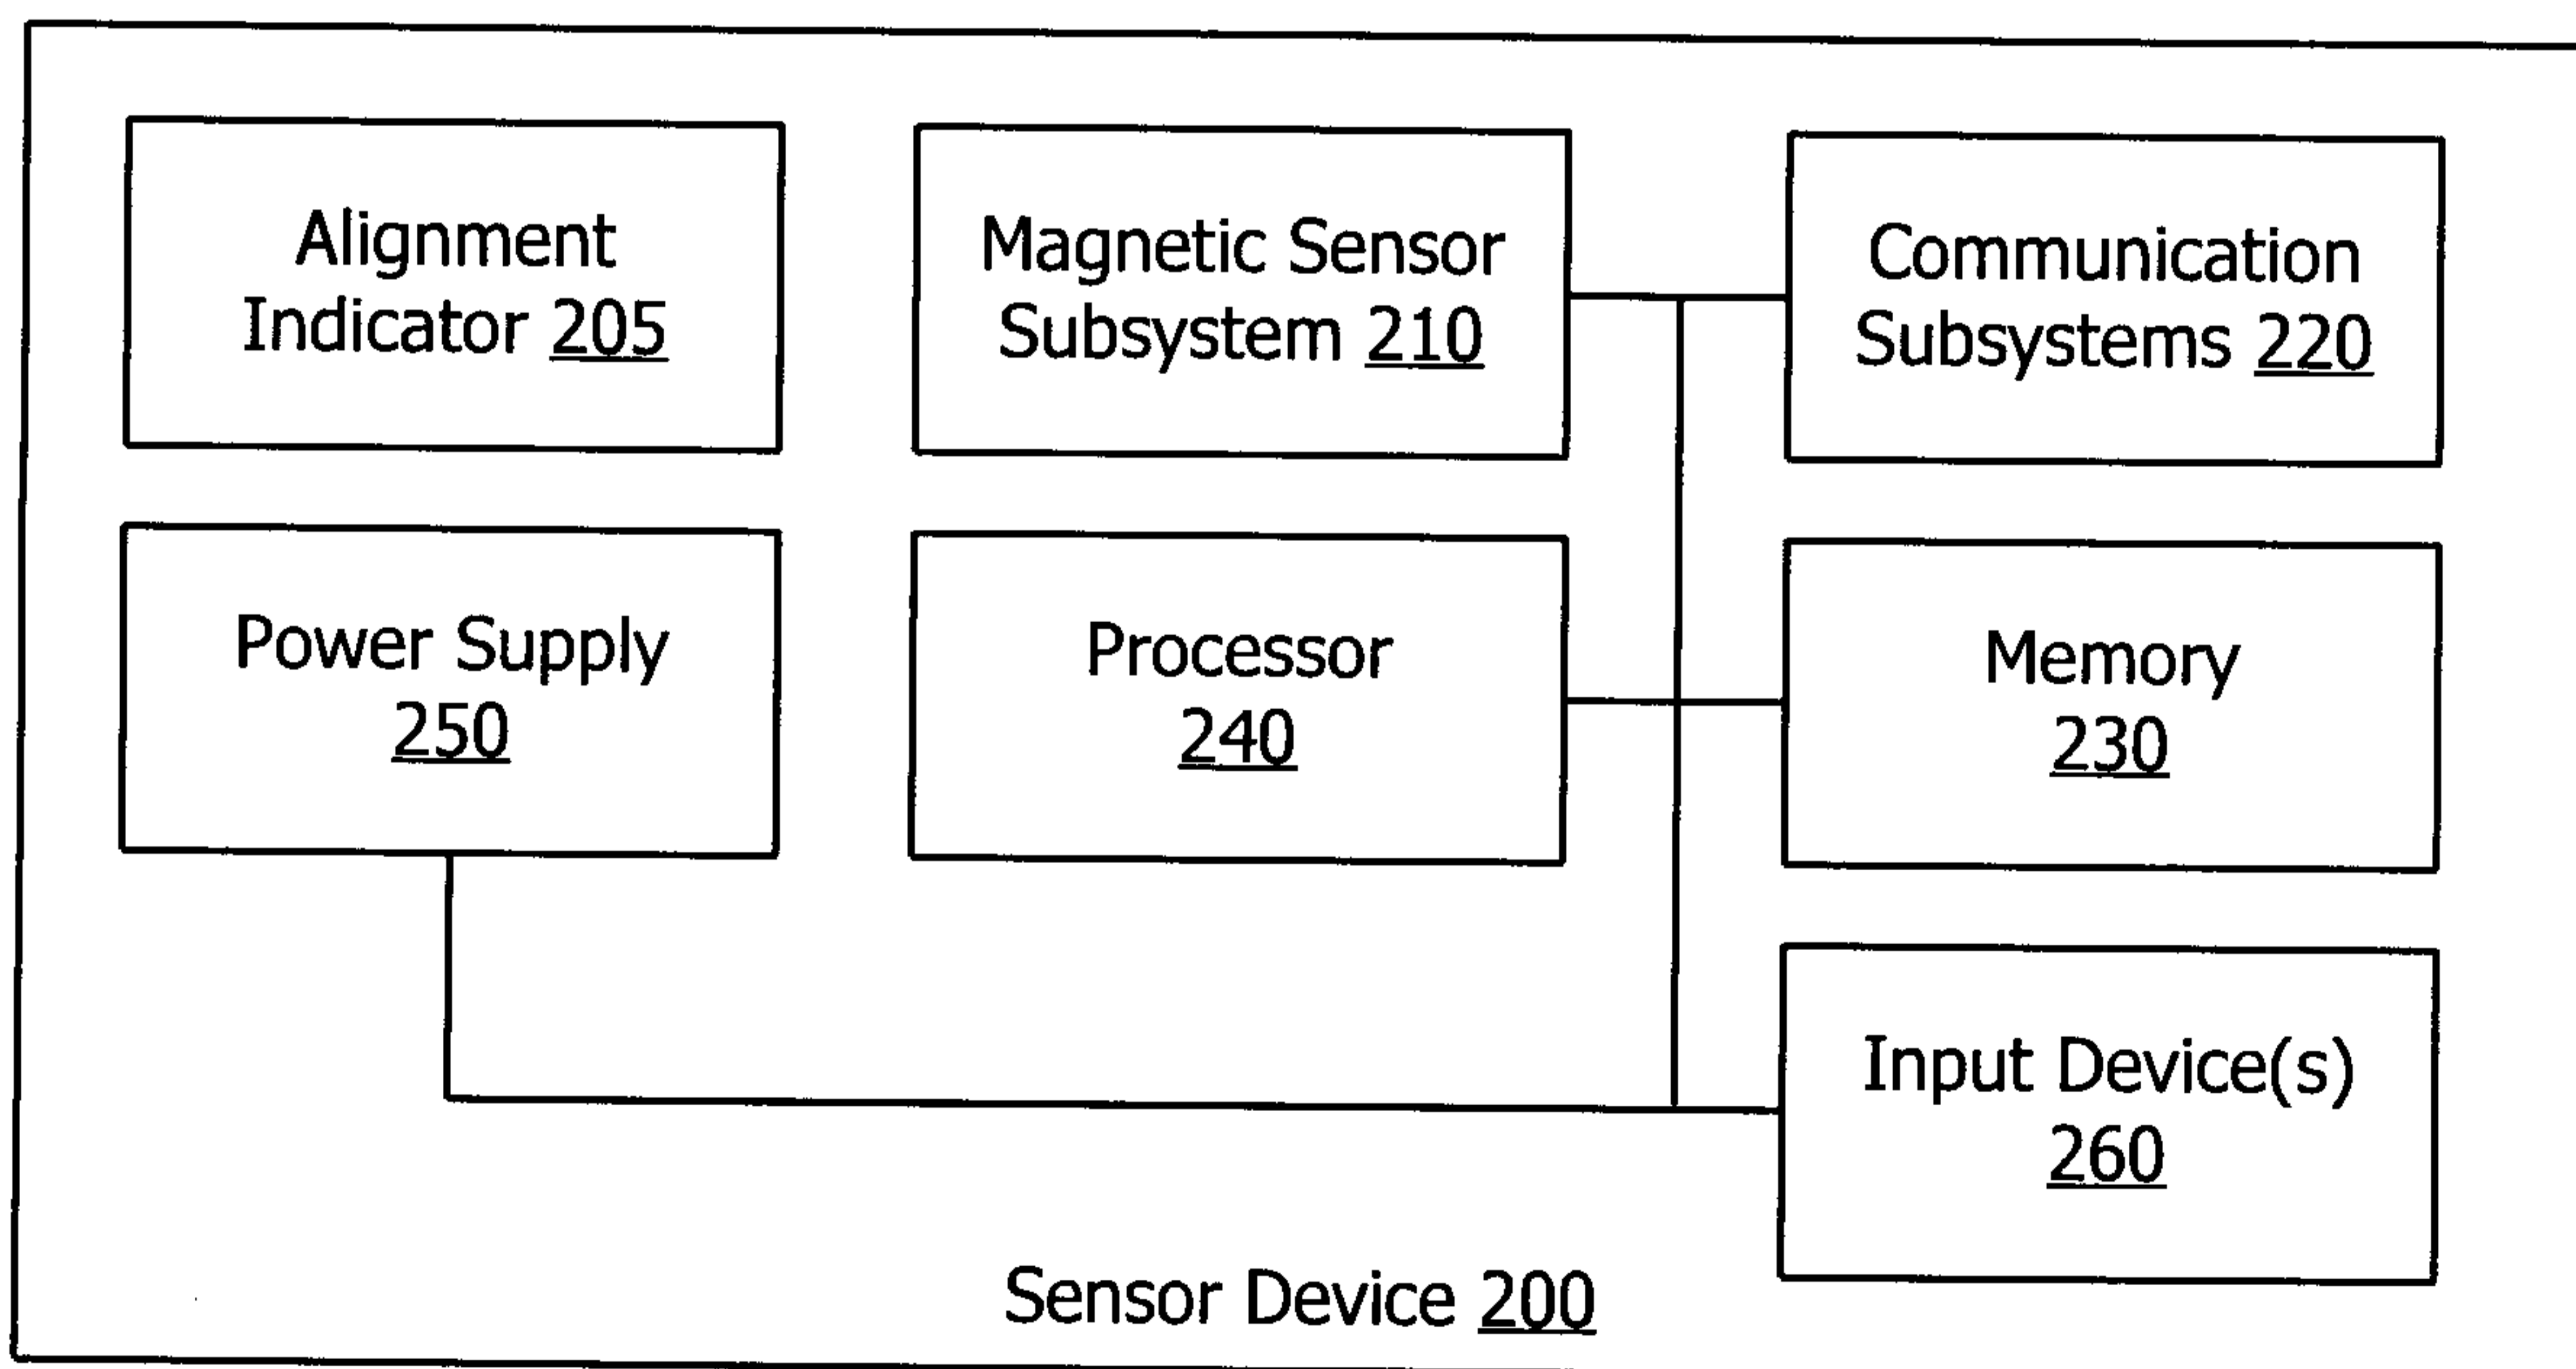 Alignment
Indicator 205
Magnetic Sensor
Subsystem 210
Communication
Subsystems 220
Power Supply
250
Processor
240
Memory
230
Input Device(s)
260
Sensor Device 200